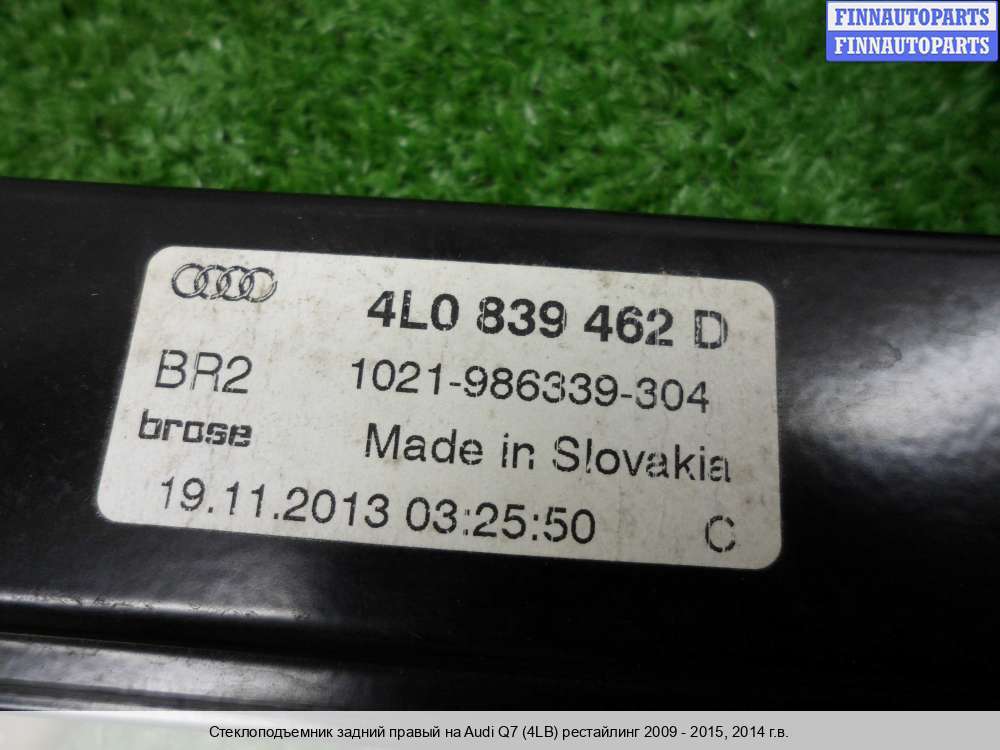 FINNAUTOPARTS
FINNAUTOPARTS
4L0 839 462 D
BR2 1021-986339-304
brose Made in Slovakia
19.11.2013 03:25:50 C
Стеклоподъемник задний правый на Audi Q7 (4LB) рестайлинг 2009 - 2015, 2014 г.в.